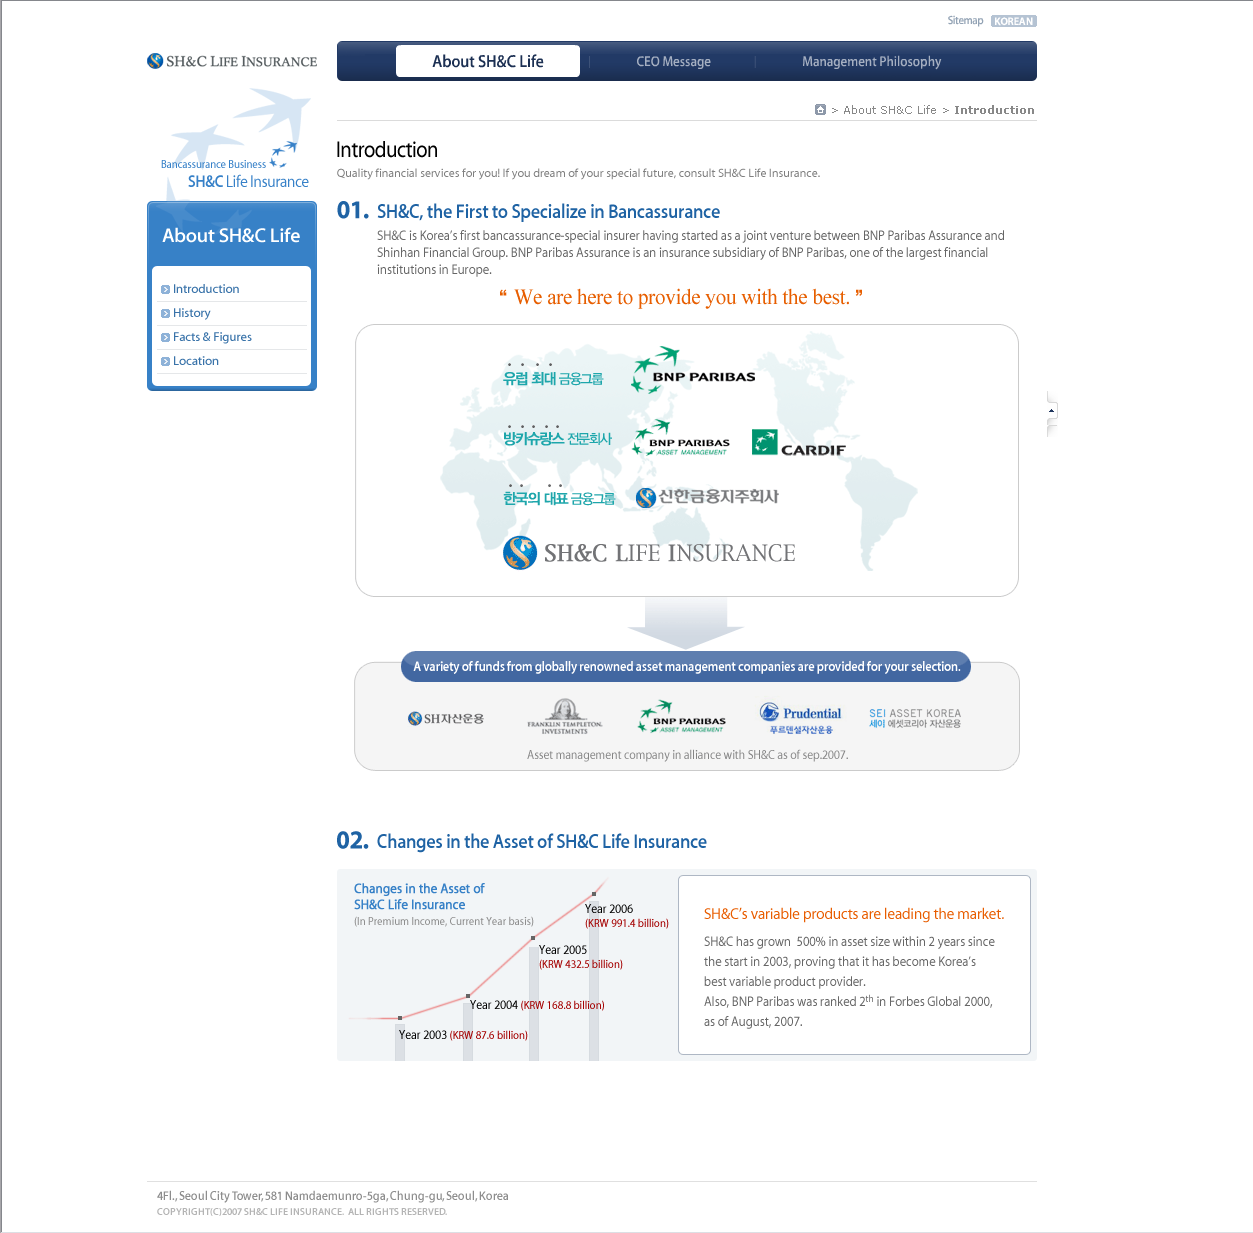 Sitemap KOREAN
SH&C LIFE INSURANCE
About SH&C Life
CEO Message
Management Philosophy
> About SH&C Life > Introduction
Bancassurance Business
SH&C Life Insurance
About SH&C Life
Introduction
History
Facts & Figures
Location
Introduction
Quality financial services for you! If you dream of your special future, consult SH&C Life Insurance.
01. SH&C, the First to Specialize in Bancassurance
SH&C is Korea's first bancassurance-special insurer having started as a joint venture between BNP Paribas Assurance and
Shinhan Financial Group. BNP Paribas Assurance is an insurance subsidiary of BNP Paribas, one of the largest financial
institutions in Europe.
“ We are here to provide you with the best. ”
유럽 최대 금융그룹 BNP PARIBAS
방카슈랑스 전문회사 BNP PARIBAS ASSET MANAGEMENT CARDIF
한국의 대표 금융그룹 신한금융지주회사
SH&C LIFE INSURANCE
A variety of funds from globally renowned asset management companies are provided for your selection.
SH자산운용
FRANKLIN TEMPLETON
INVESTMENTS
BNP PARIBAS
ASSET MANAGEMENT
Prudential
푸르덴셜자산운용
SEI ASSET KOREA
세이 에셋코리아 자산운용
Asset management company in alliance with SH&C as of sep.2007.
02. Changes in the Asset of SH&C Life Insurance
Changes in the Asset of
SH&C Life Insurance
(In Premium Income, Current Year basis)
Year 2006
(KRW 991.4 billion)
Year 2005
(KRW 432.5 billion)
Year 2004 (KRW 168.8 billion)
Year 2003 (KRW 87.6 billion)
SH&C's variable products are leading the market.
SH&C has grown 500% in asset size within 2 years since
the start in 2003, proving that it has become Korea's
best variable product provider.
Also, BNP Paribas was ranked 2th in Forbes Global 2000,
as of August, 2007.
4Fl., Seoul City Tower, 581 Namdaemunro-5ga, Chung-gu, Seoul, Korea
COPYRIGHT(C)2007 SH&C LIFE INSURANCE. ALL RIGHTS RESERVED.